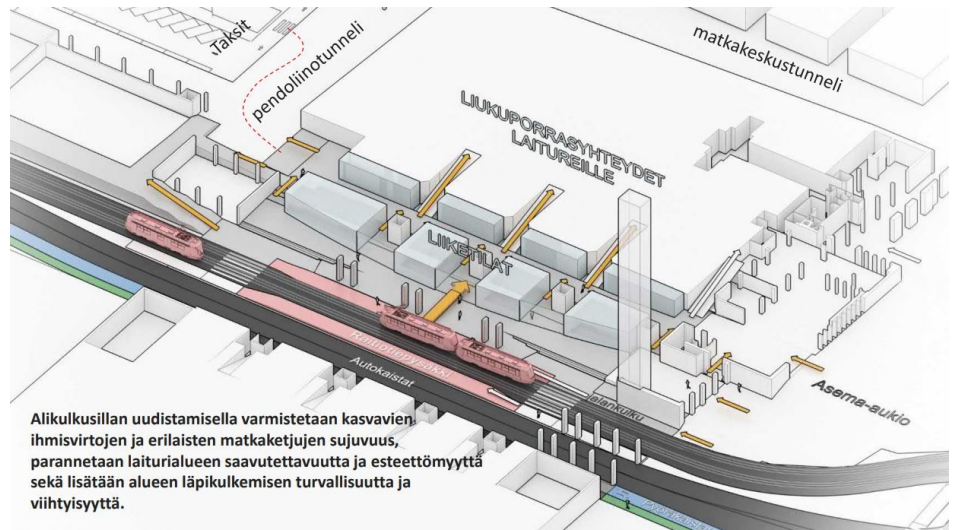 Taksit
pendoliinotunneli
matkakeskustunneli
LIUKUPORRASYHTEYDET
LAITUREILLE
LIIKETILAT
Raitiotiepysäkki
Autokaistat
Jalankulku
Asema-aukio
Alikulkusillan uudistamisella varmistetaan kasvavien
ihmisvirtojen ja erilaisten matkaketjujen sujuvuus,
parannetaan laiturialueen saavutettavuutta ja esteettömyyttä
sekä lisätään alueen läpikulkemisen turvallisuutta ja
viihtyisyyttä.